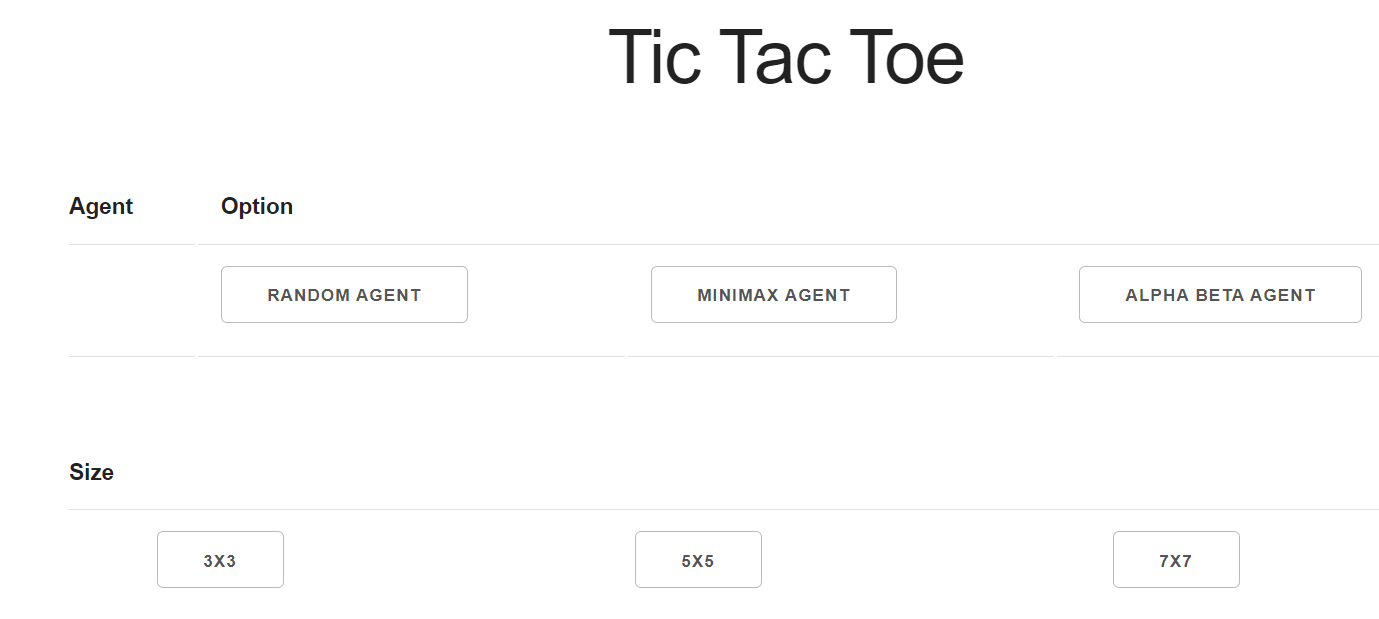 Tic Tac Toe
Agent Option
RANDOM AGENT MINIMAX AGENT ALPHA BETA AGENT
Size
3X3 5X5 7X7